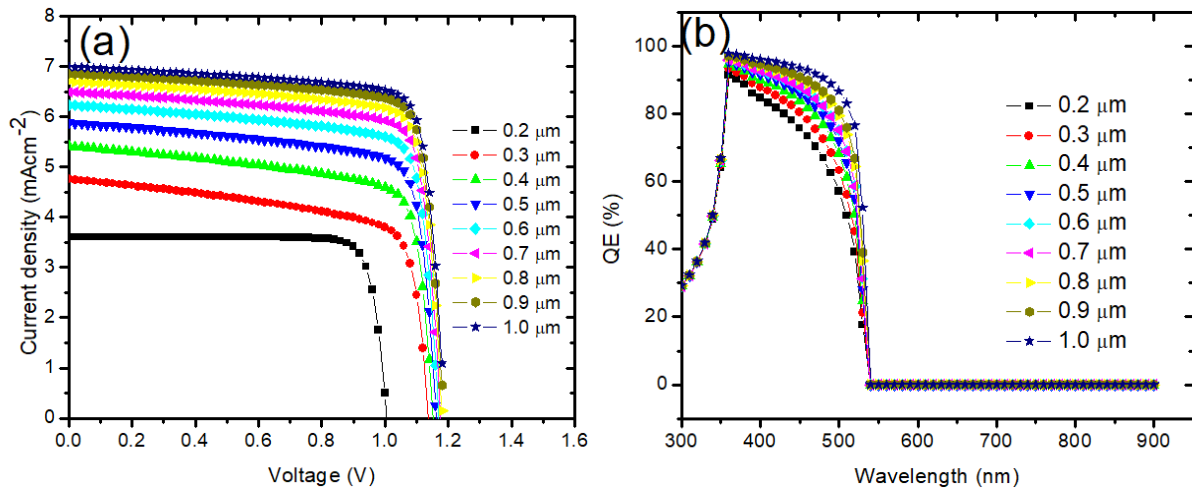 (a)
Current density (mAcm-2)
8
7
6
5
4
3
2
1
0
0.0 0.2 0.4 0.6 0.8 1.0 1.2 1.4 1.6
Voltage (V)
0.2 μm
0.3 μm
0.4 μm
0.5 μm
0.6 μm
0.7 μm
0.8 μm
0.9 μm
1.0 μm
(b)
QE (%)
100
80
60
40
20
0
300 400 500 600 700 800 900
Wavelength (nm)
0.2 μm
0.3 μm
0.4 μm
0.5 μm
0.6 μm
0.7 μm
0.8 μm
0.9 μm
1.0 μm